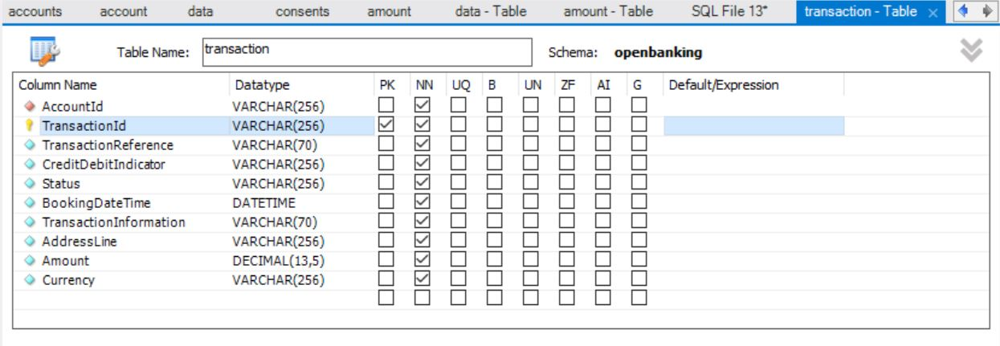 accounts account data consents amount data - Table amount - Table SQL File 13* transaction - Table ×
Table Name: transaction Schema: openbanking
Column Name Datatype PK NN UQ B UN ZF AI G Default/Expression
AccountId VARCHAR(256)
TransactionId VARCHAR(256)
TransactionReference VARCHAR(70)
CreditDebitIndicator VARCHAR(256)
Status VARCHAR(256)
BookingDateTime DATETIME
TransactionInformation VARCHAR(70)
AddressLine VARCHAR(256)
Amount DECIMAL(13,5)
Currency VARCHAR(256)